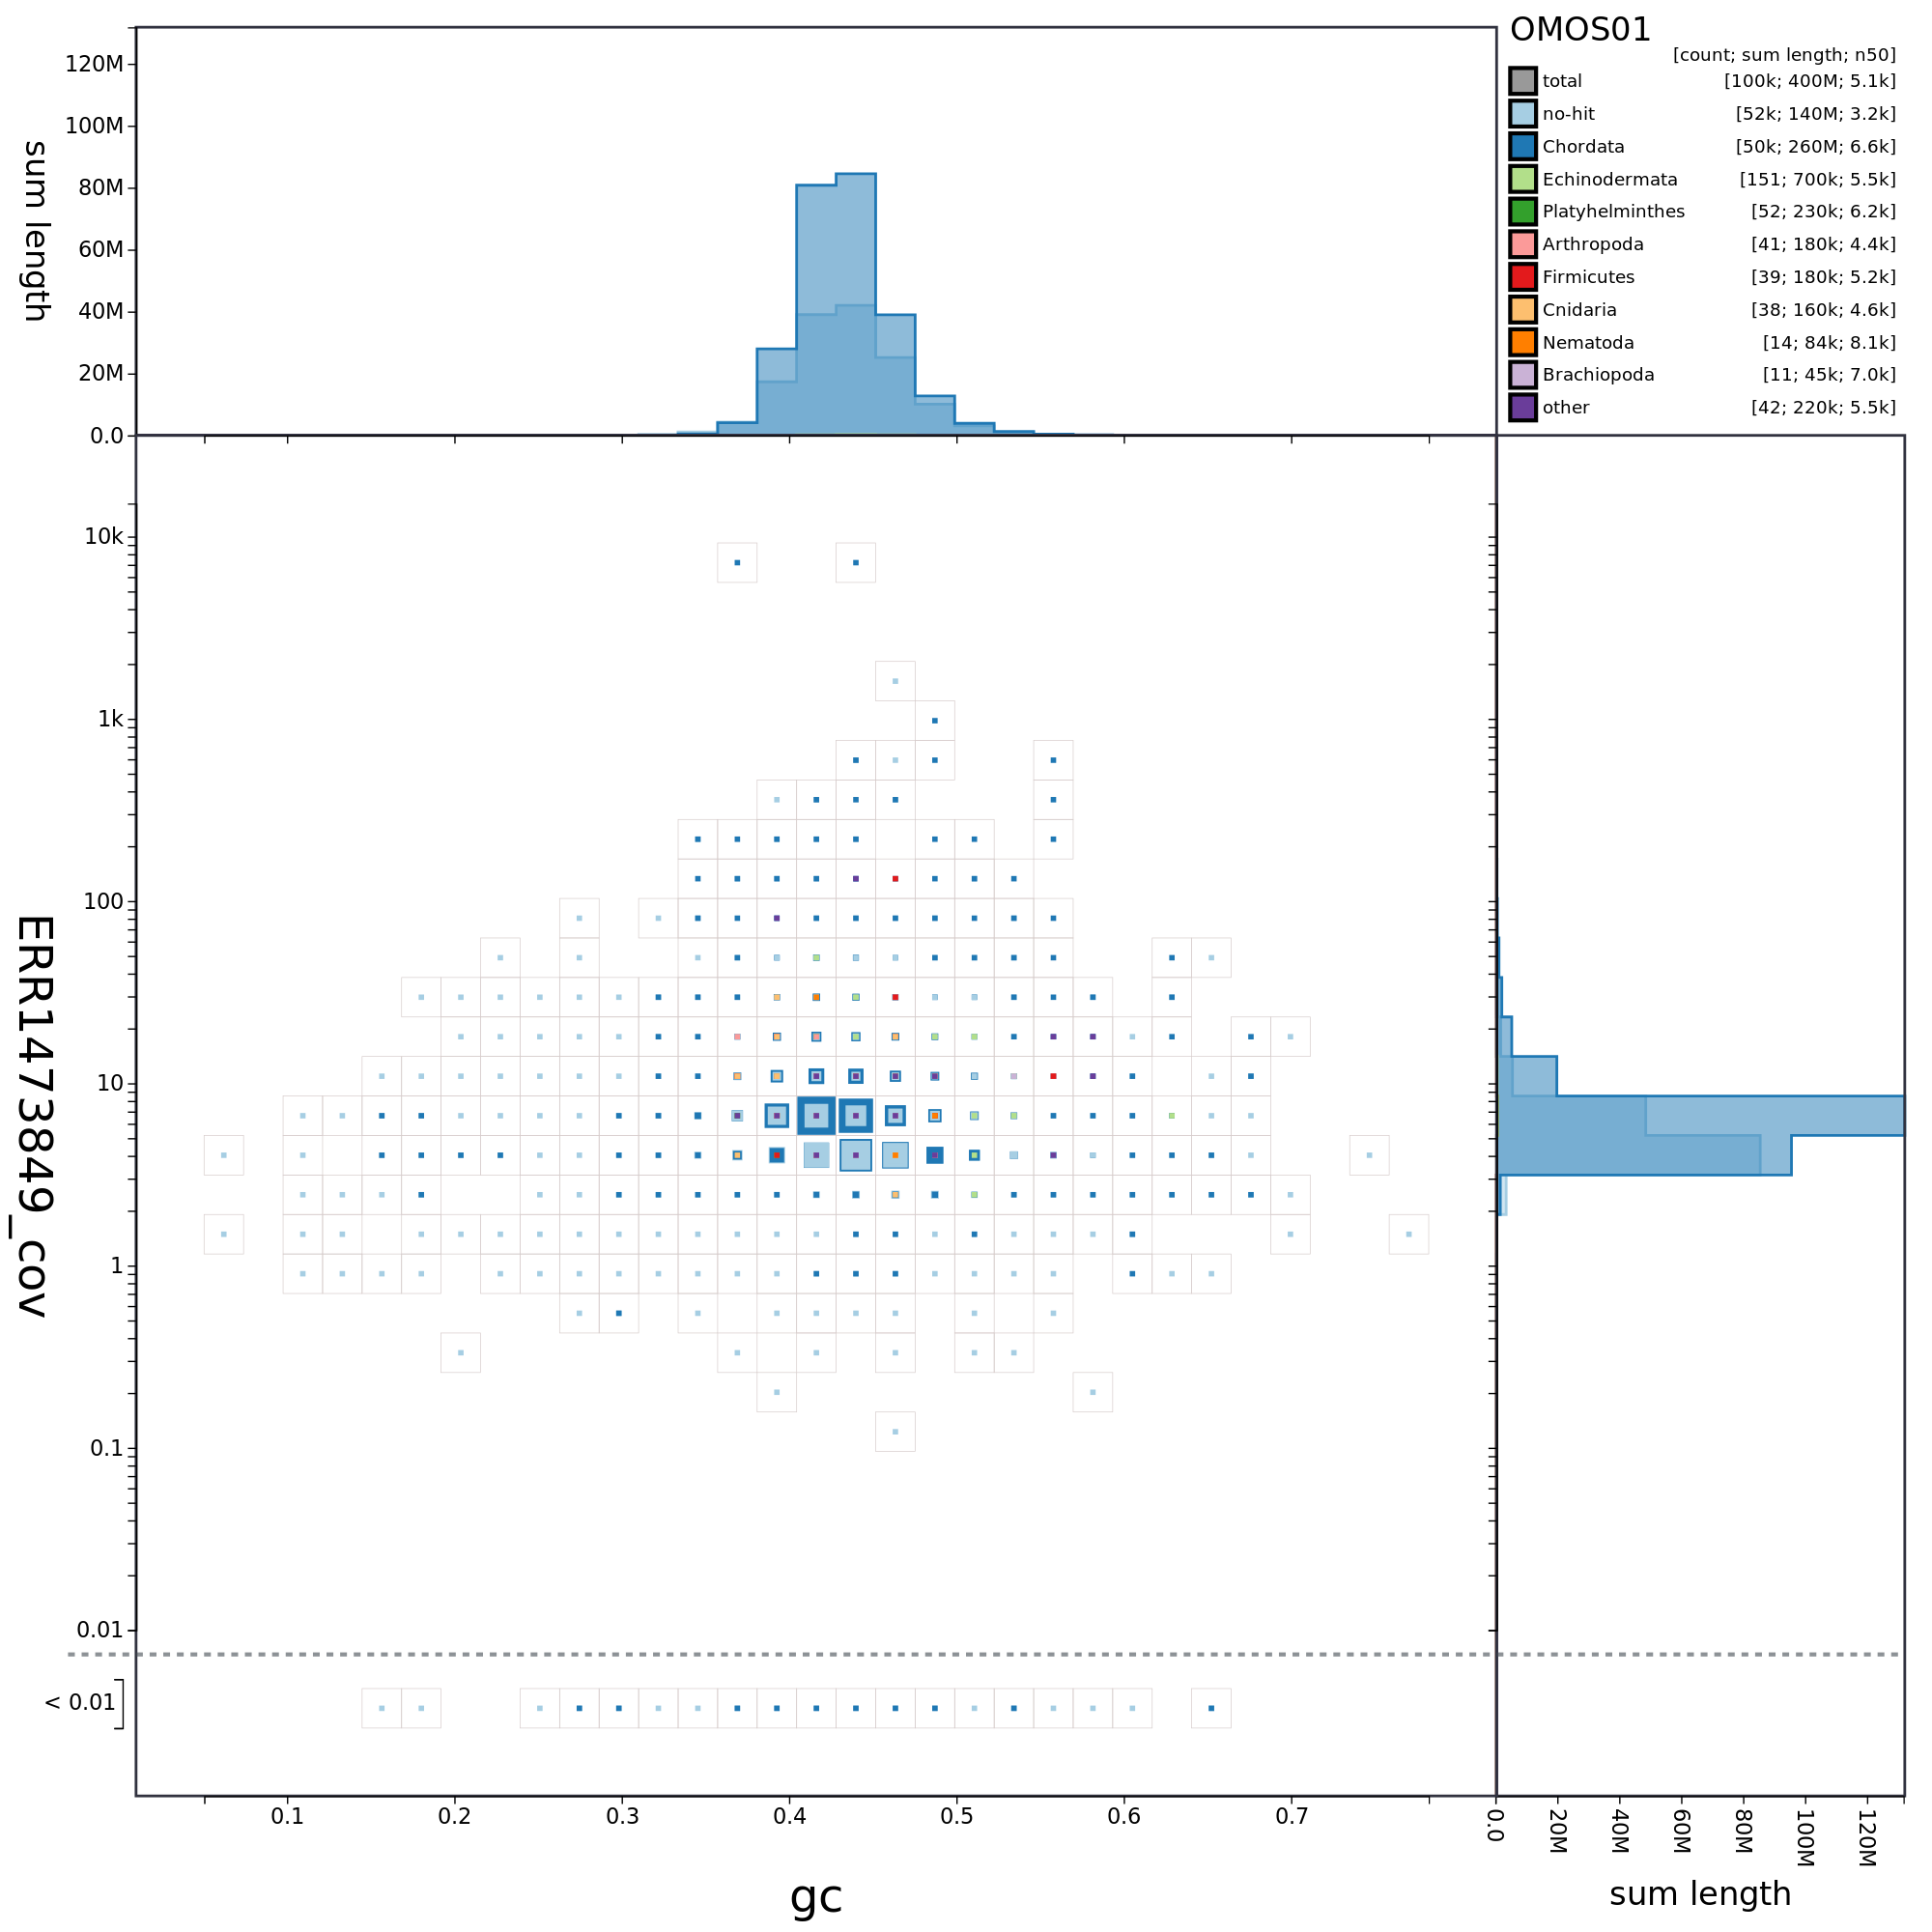 OMOS01
[count; sum length; n50]
total [100k; 400M; 5.1k]
no-hit [52k; 140M; 3.2k]
Chordata [50k; 260M; 6.6k]
Echinodermata [151; 700k; 5.5k]
Platyhelminthes [52; 230k; 6.2k]
Arthropoda [41; 180k; 4.4k]
Firmicutes [39; 180k; 5.2k]
Cnidaria [38; 160k; 4.6k]
Nematoda [14; 84k; 8.1k]
Brachiopoda [11; 45k; 7.0k]
other [42; 220k; 5.5k]
sum length
120M
100M
80M
60M
40M
20M
0.0
ERR1473849_cov
10k
1k
100
10
1
0.1
0.01
< 0.01
0.1 0.2 0.3 0.4 0.5 0.6 0.7
gc
0.0 20M 40M 60M 80M 100M 120M
sum length